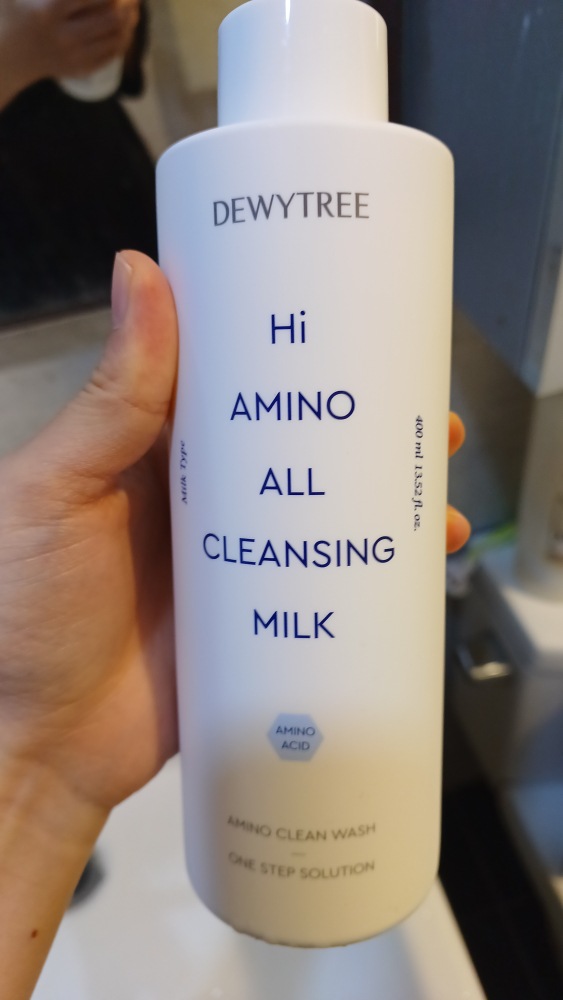 DEWYTREE
Hi
AMINO
ALL
CLEANSING
MILK
Milk Type
400 ml 13.52 fl. oz.
AMINO
ACID
AMINO CLEAN WASH
ONE STEP SOLUTION